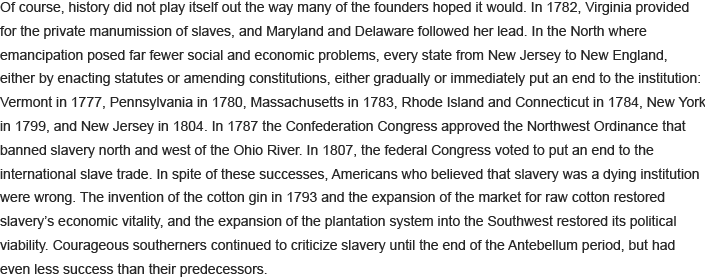 Of course, history did not play itself out the way many of the founders hoped it would. In 1782, Virginia provided
for the private manumission of slaves, and Maryland and Delaware followed her lead. In the North where
emancipation posed far fewer social and economic problems, every state from New Jersey to New England,
either by enacting statutes or amending constitutions, either gradually or immediately put an end to the institution:
Vermont in 1777, Pennsylvania in 1780, Massachusetts in 1783, Rhode Island and Connecticut in 1784, New York
in 1799, and New Jersey in 1804. In 1787 the Confederation Congress approved the Northwest Ordinance that
banned slavery north and west of the Ohio River. In 1807, the federal Congress voted to put an end to the
international slave trade. In spite of these successes, Americans who believed that slavery was a dying institution
were wrong. The invention of the cotton gin in 1793 and the expansion of the market for raw cotton restored
slavery’s economic vitality, and the expansion of the plantation system into the Southwest restored its political
viability. Courageous southerners continued to criticize slavery until the end of the Antebellum period, but had
even less success than their predecessors.